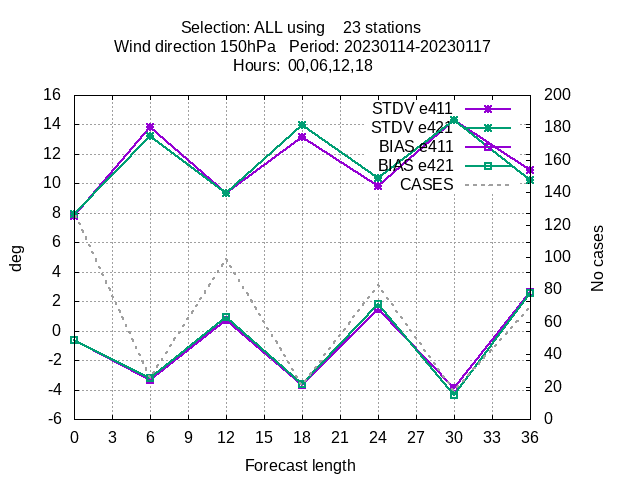 Selection: ALL using    23 stations
Wind direction 150hPa   Period: 20230114-20230117
Hours:  00,06,12,18
STDV e411
STDV e421
BIAS e411
BIAS e421
CASES
16
14
12
10
8
6
4
2
0
-2
-4
-6
deg
200
180
160
140
120
100
80
60
40
20
0
No cases
0 3 6 9 12 15 18 21 24 27 30 33 36
Forecast length